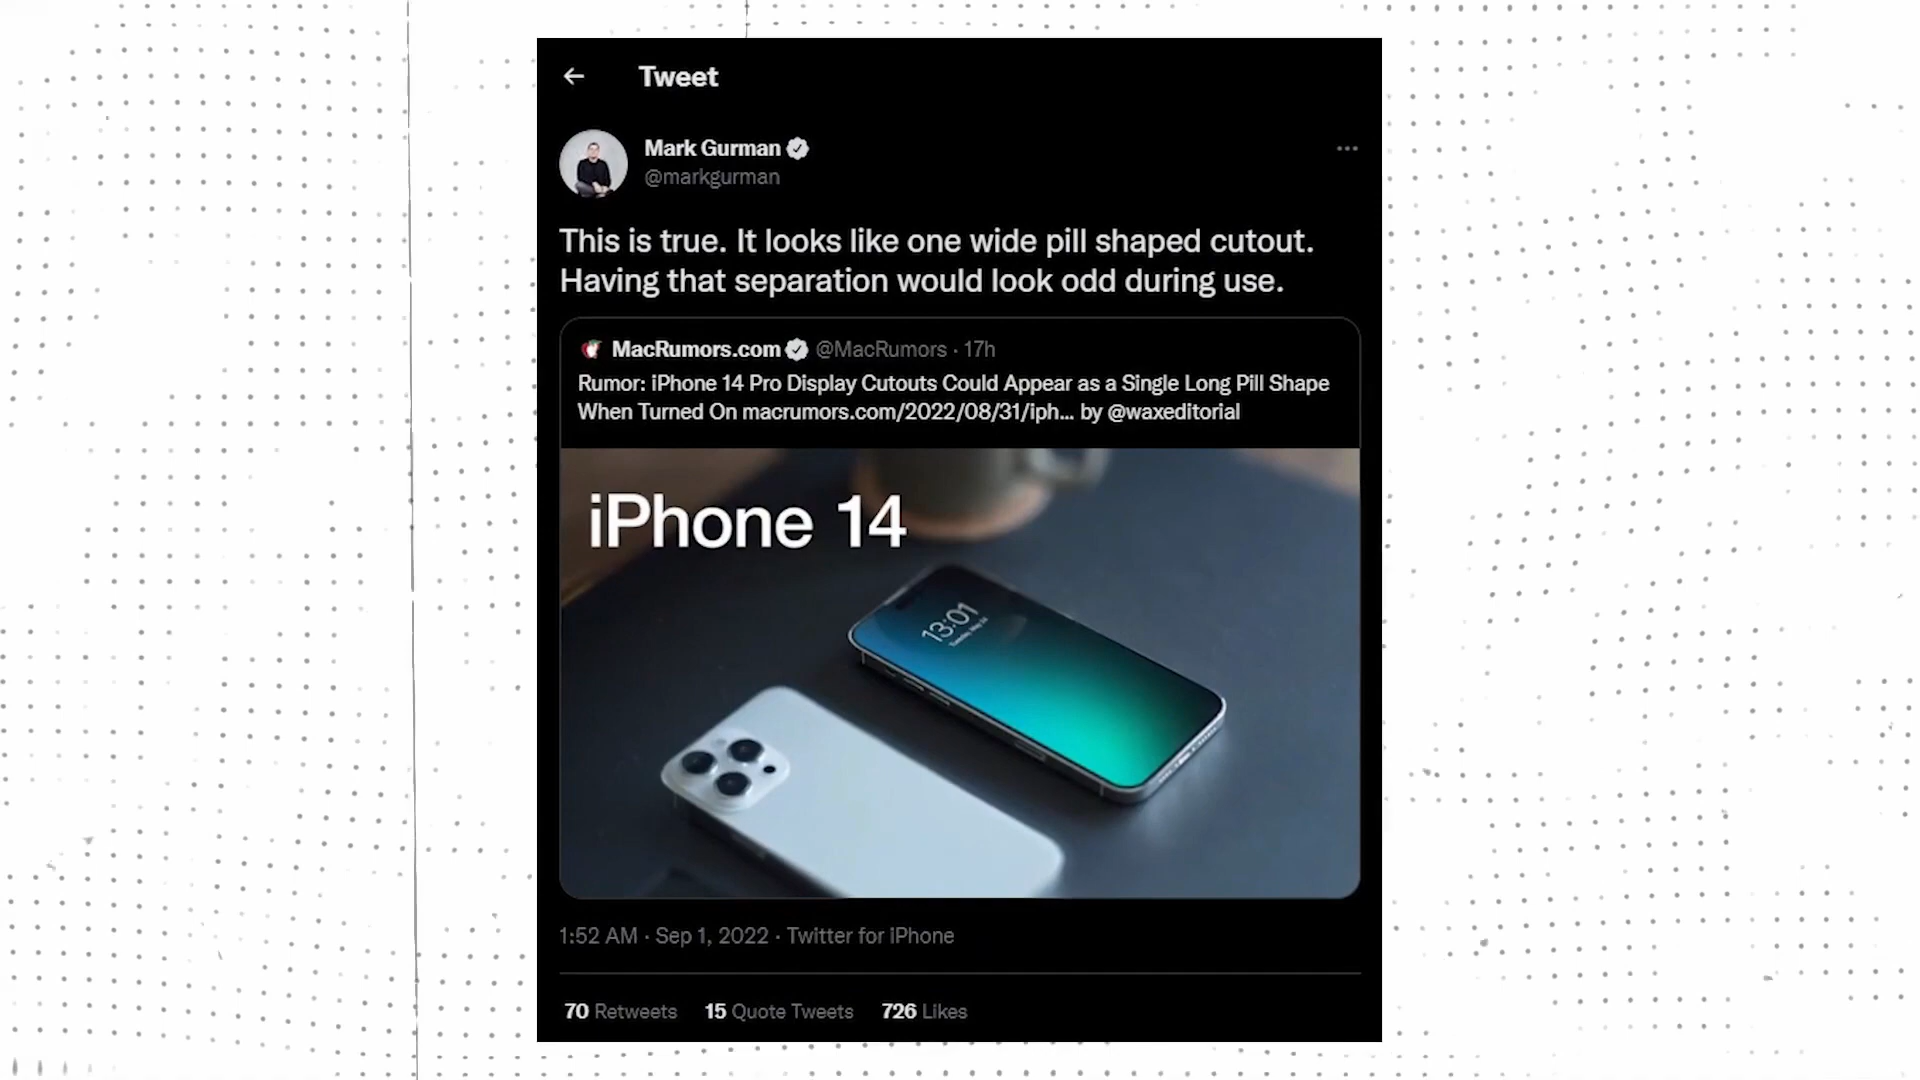 Tweet
Mark Gurman
@markgurman
This is true. It looks like one wide pill shaped cutout.
Having that separation would look odd during use.
MacRumors.com @MacRumors · 17h
Rumor: iPhone 14 Pro Display Cutouts Could Appear as a Single Long Pill Shape
When Turned On macrumors.com/2022/08/31/iph... by @waxeditorial
iPhone 14
13:01
1:52 AM · Sep 1, 2022 · Twitter for iPhone
70 Retweets 15 Quote Tweets 726 Likes